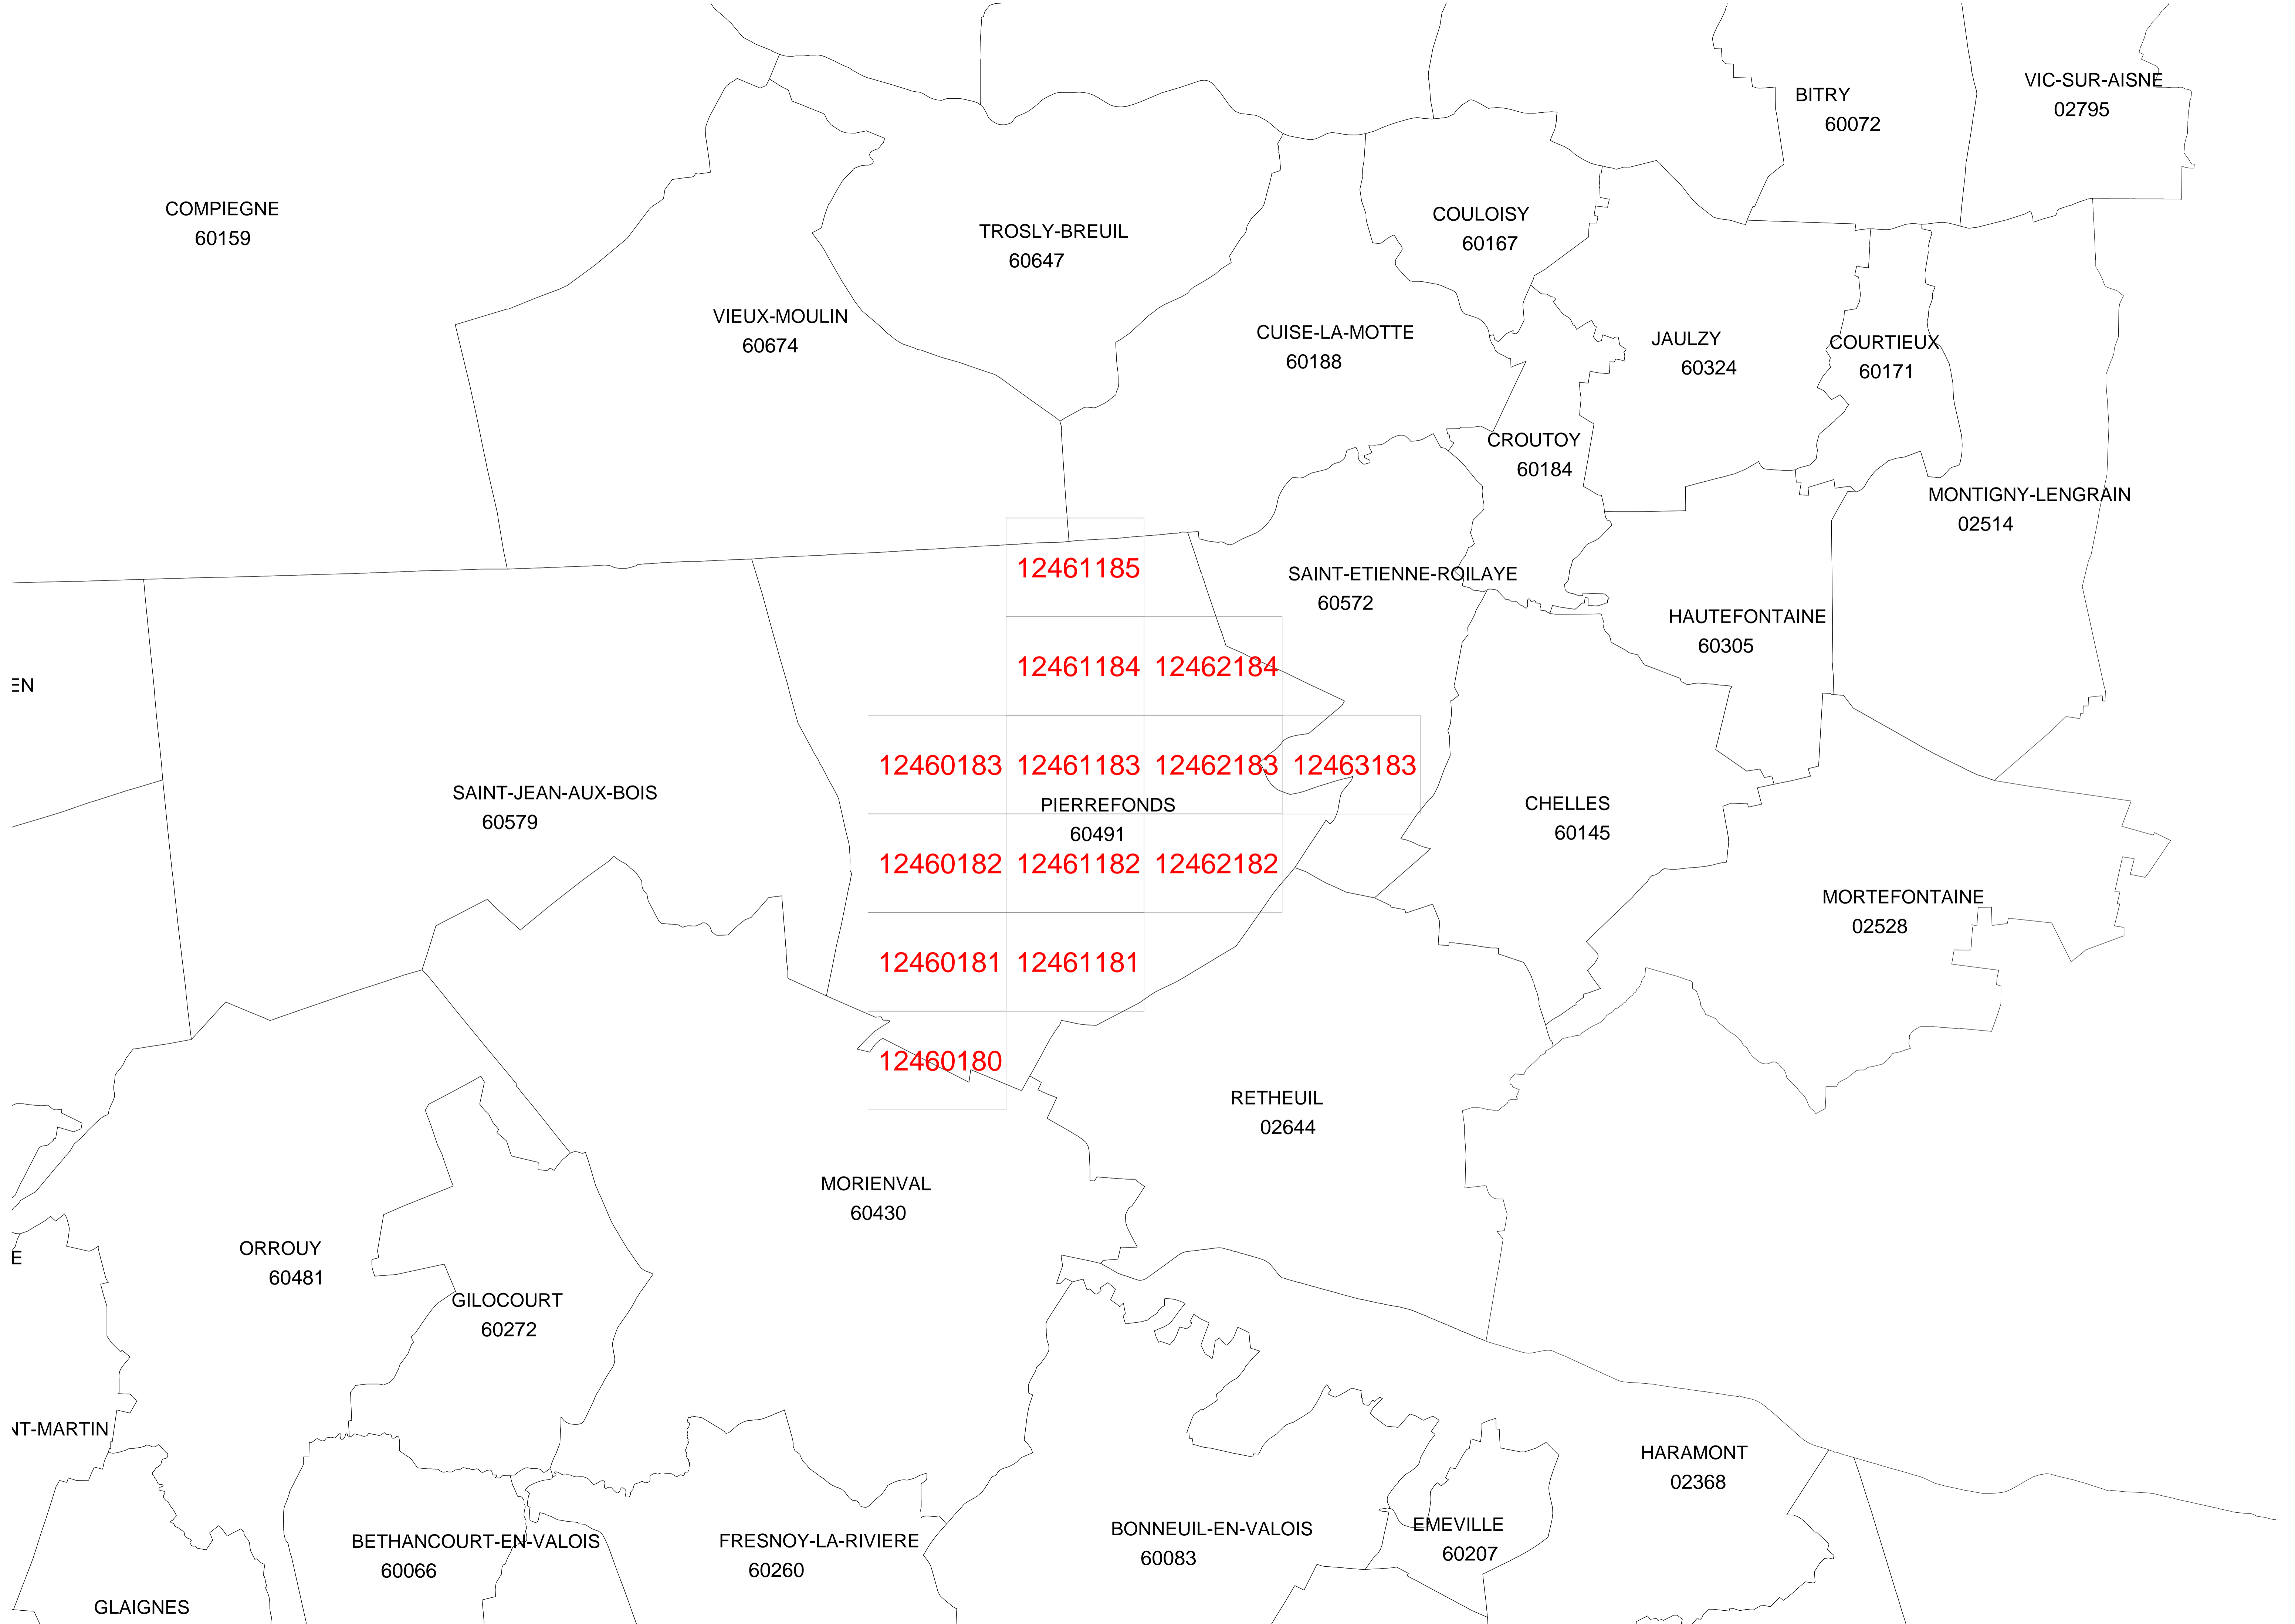 VIC-SUR-AISNE
02795
BITRY
60072
COMPIEGNE
60159
COULOISY
60167
TROSLY-BREUIL
60647
VIEUX-MOULIN
60674
CUISE-LA-MOTTE
60188
JAULZY
60324
COURTIEUX
60171
CROUTOY
60184
MONTIGNY-LENGRAIN
02514
12461185
SAINT-ETIENNE-ROILAYE
60572
HAUTEFONTAINE
60305
12461184 12462184
EN
12460183 12461183 12462183 12463183
SAINT-JEAN-AUX-BOIS
60579
PIERREFONDS
60491
CHELLES
60145
12460182 12461182 12462182
MORTEFONTAINE
02528
12460181 12461181
12460180
RETHEUIL
02644
MORIENVAL
60430
ORROUY
60481
E
GILOCOURT
60272
NT-MARTIN
HARAMONT
02368
BETHANCOURT-EN-VALOIS
60066
FRESNOY-LA-RIVIERE
60260
BONNEUIL-EN-VALOIS
60083
EMEVILLE
60207
GLAIGNES